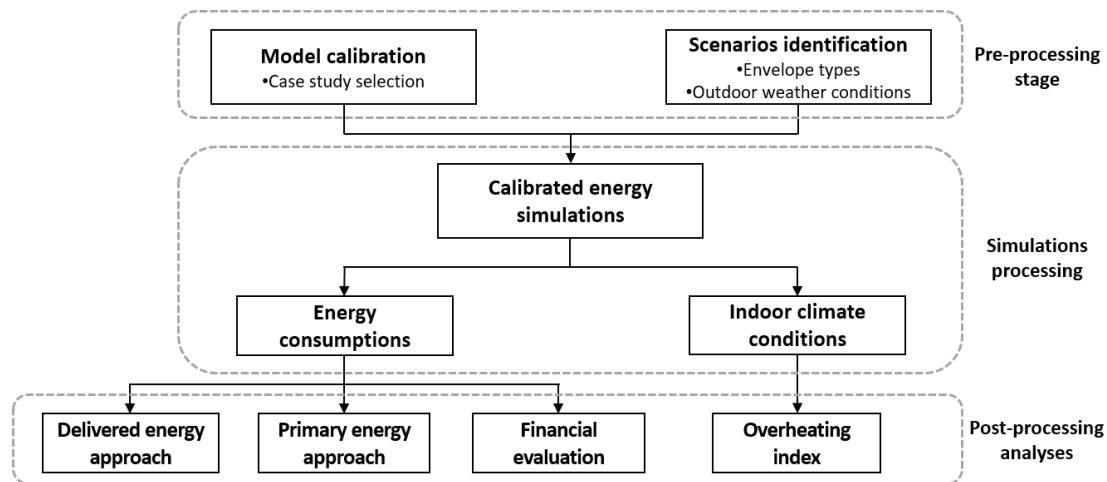 Model calibration
•Case study selection
Scenarios identification
•Envelope types
•Outdoor weather conditions
Pre-processing
stage
Calibrated energy
simulations
Simulations
processing
Energy
consumptions
Indoor climate
conditions
Delivered energy
approach
Primary energy
approach
Financial
evaluation
Overheating
index
Post-processing
analyses